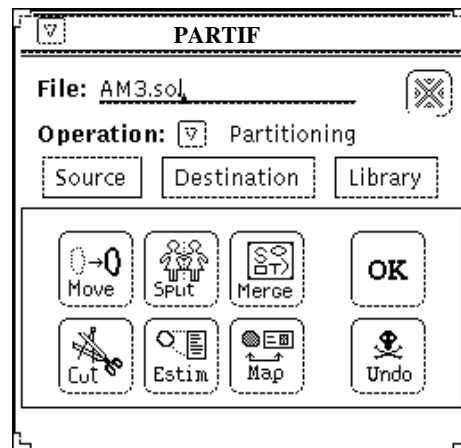 PARTIF
File: AM3.sol
Operation: Partitioning
Source Destination Library
Move Split Merge OK
Cut Estim Map Undo